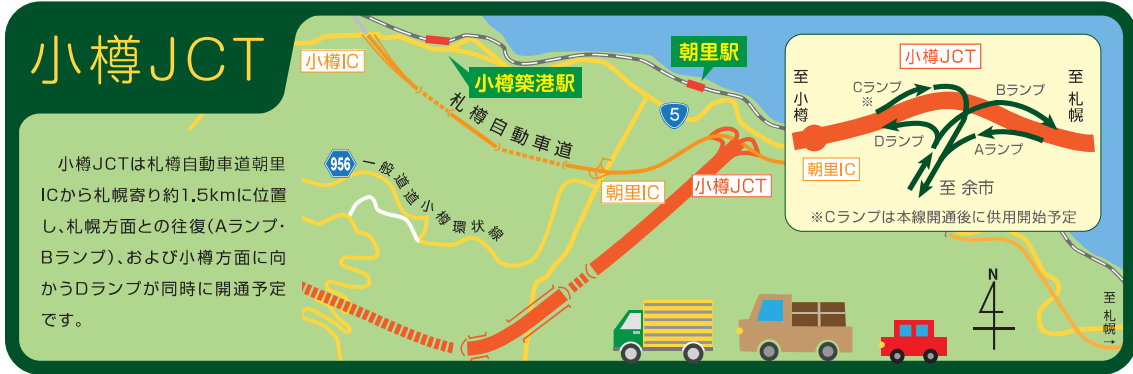 小樽JCT
小樽JCTは札樽自動車道朝里
ICから札幌寄り約1.5kmに位置
し、札幌方面との往復(Aランプ・
Bランプ)、および小樽方面に向
かうDランプが同時に開通予定
です。
小樽IC
小樽築港駅
朝里駅
札樽自動車道
5
956
一般道道小樽環状線
朝里IC
小樽JCT
小樽JCT
至 小樽
至 札幌
Cランプ
※
Bランプ
Dランプ
Aランプ
朝里IC
至 余市
※Cランプは本線開通後に供用開始予定
N
至 札幌→